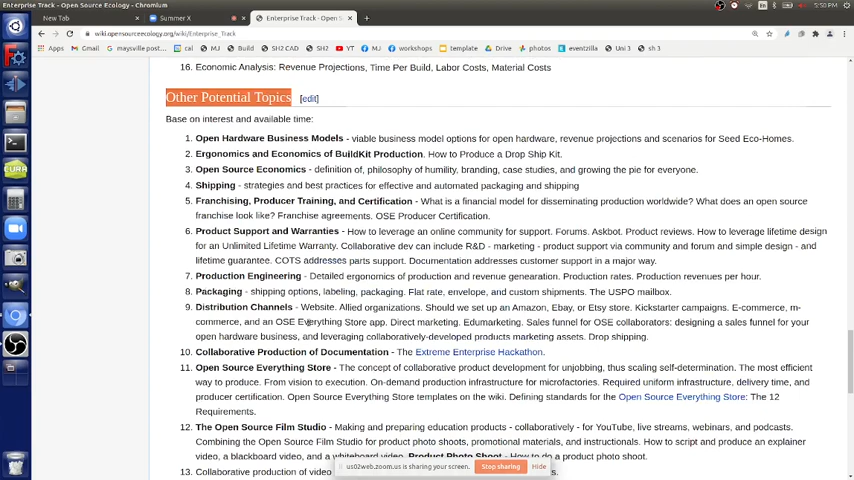 Enterprise Track - Open Source Ecology - Chromium
5:50 PM
New Tab
Summer X
Enterprise Track - Open S
wiki.opensourceecology.org/wiki/Enterprise_Track
Apps
Gmail
maysville post...
cal
MJ
Build
SH2 CAD
SH2
YT
MJ
workshops
template
Drive
photos
eventzilla
Uni 3
sh 3
16. Economic Analysis: Revenue Projections, Time Per Build, Labor Costs, Material Costs
Other Potential Topics [edit]
Base on interest and available time:
1. Open Hardware Business Models - viable business model options for open hardware, revenue projections and scenarios for Seed Eco-Homes.
2. Ergonomics and Economics of BuildKit Production. How to Produce a Drop Ship Kit.
3. Open Source Economics - definition of, philosophy of humility, branding, case studies, and growing the pie for everyone.
4. Shipping - strategies and best practices for effective and automated packaging and shipping
5. Franchising, Producer Training, and Certification - What is a financial model for disseminating production worldwide? What does an open source
franchise look like? Franchise agreements. OSE Producer Certification.
6. Product Support and Warranties - How to leverage an online community for support. Forums. Askbot. Product reviews. How to leverage lifetime design
for an Unlimited Lifetime Warranty. Collaborative dev can include R&D - marketing - product support via community and forum and simple design - and
lifetime guarantee. COTS addresses parts support. Documentation addresses customer support in a major way.
7. Production Engineering - Detailed ergonomics of production and revenue genearation. Production rates. Production revenues per hour.
8. Packaging - shipping options, labeling, packaging. Flat rate, envelope, and custom shipments. The USPO mailbox.
9. Distribution Channels - Website. Allied organizations. Should we set up an Amazon, Ebay, or Etsy store. Kickstarter campaigns. E-commerce, m-
commerce, and an OSE Everything Store app. Direct marketing. Edumarketing. Sales funnel for OSE collaborators: designing a sales funnel for your
open hardware business, and leveraging collaboratively-developed products marketing assets. Drop shipping.
10. Collaborative Production of Documentation - The Extreme Enterprise Hackathon.
11. Open Source Everything Store - The concept of collaborative product development for unjobbing, thus scaling self-determination. The most efficient
way to produce. From vision to execution. On-demand production infrastructure for microfactories. Required uniform infrastructure, delivery time, and
producer certification. Open Source Everything Store templates on the wiki. Defining standards for the Open Source Everything Store: The 12
Requirements.
12. The Open Source Film Studio - Making and preparing education products - collaboratively - for YouTube, live streams, webinars, and podcasts.
Combining the Open Source Film Studio for product photo shoots, promotional materials, and instructionals. How to script and produce an explainer
video, a blackboard video, and a whiteboard video. Product Photo Shoot - How to do a product photo shoot.
13. Collaborative production of video
us02web.zoom.us is sharing your screen.
Stop sharing
Hide